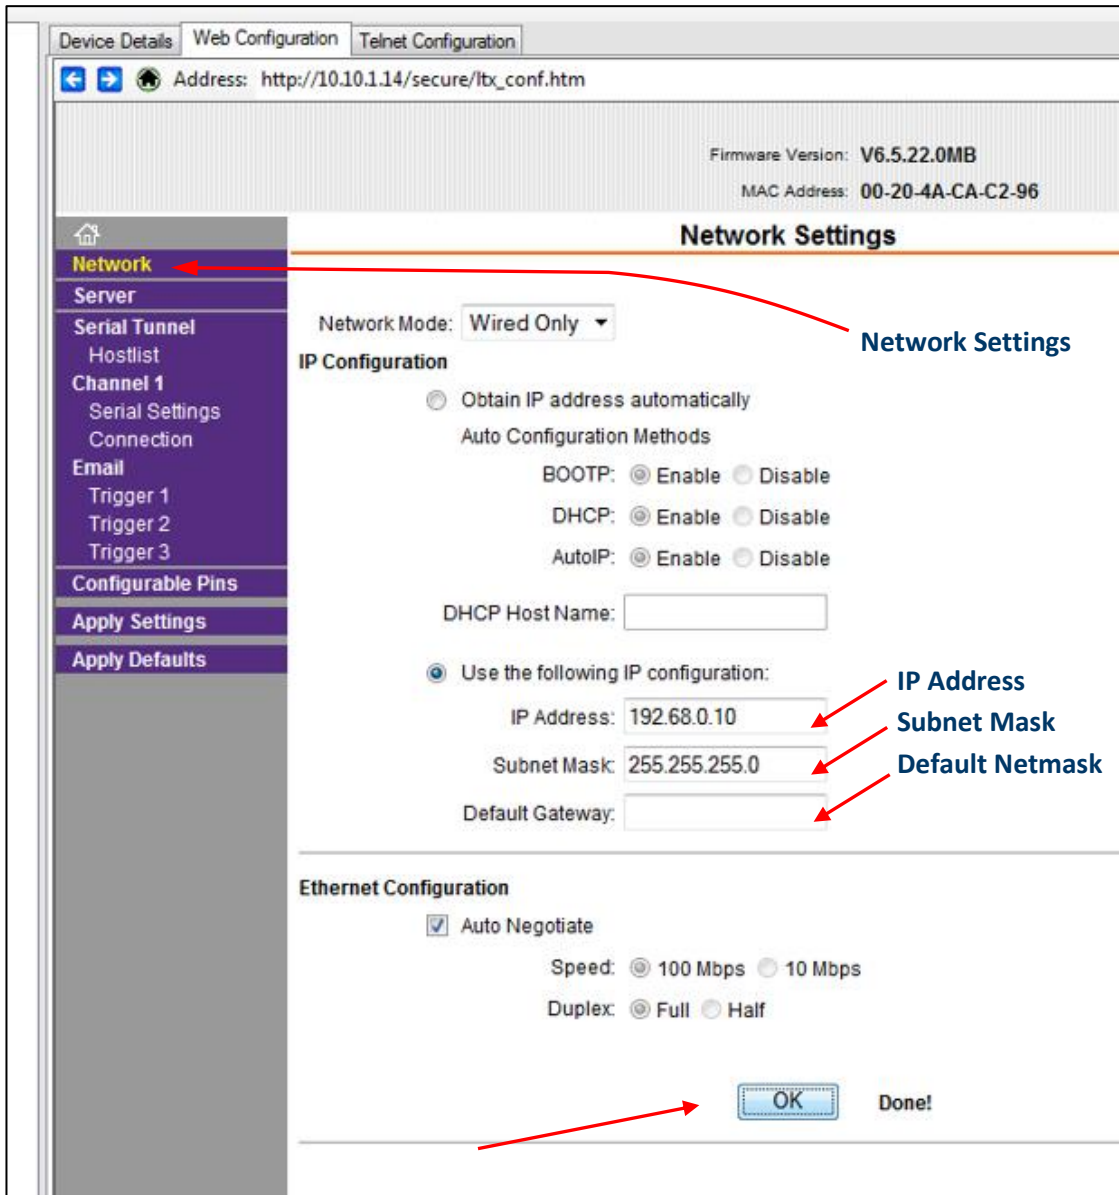 Device Details Web Configuration Telnet Configuration
Address: http://10.10.1.14/secure/ltx_conf.htm
Firmware Version: V6.5.22.0MB
MAC Address: 00-20-4A-CA-C2-96
Network Settings
Network
Server
Serial Tunnel
Hostlist
Channel 1
Serial Settings
Connection
Email
Trigger 1
Trigger 2
Trigger 3
Configurable Pins
Apply Settings
Apply Defaults
Network Mode: Wired Only
Network Settings
IP Configuration
Obtain IP address automatically
Auto Configuration Methods
BOOTP: Enable Disable
DHCP: Enable Disable
AutoIP: Enable Disable
DHCP Host Name:
Use the following IP configuration:
IP Address: 192.68.0.10
IP Address
Subnet Mask: 255.255.255.0
Subnet Mask
Default Gateway:
Default Netmask
Ethernet Configuration
Auto Negotiate
Speed: 100 Mbps 10 Mbps
Duplex: Full Half
OK Done!